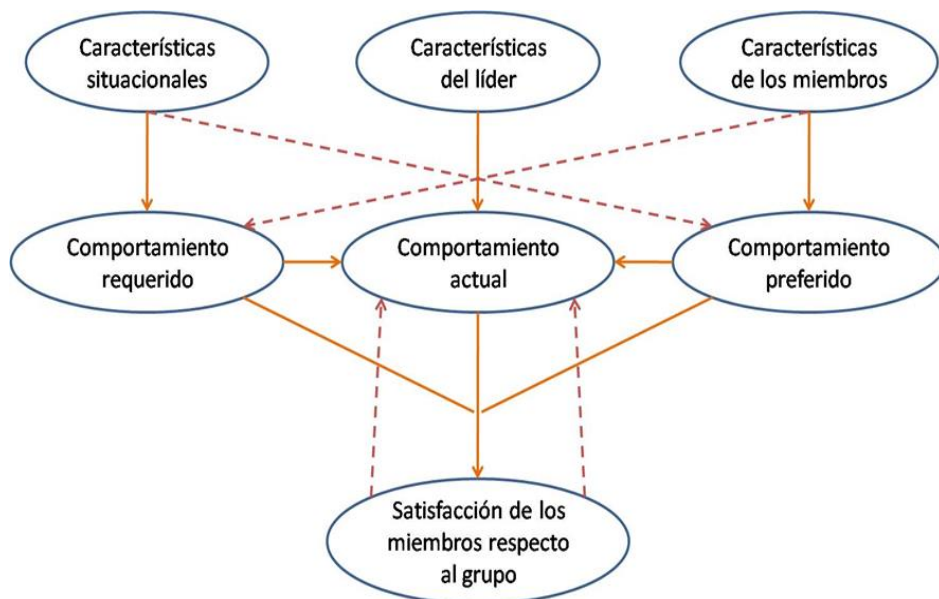 Características
situacionales
Características
del líder
Características
de los miembros
Comportamiento
requerido
Comportamiento
actual
Comportamiento
preferido
Satisfacción de los
miembros respecto
al grupo